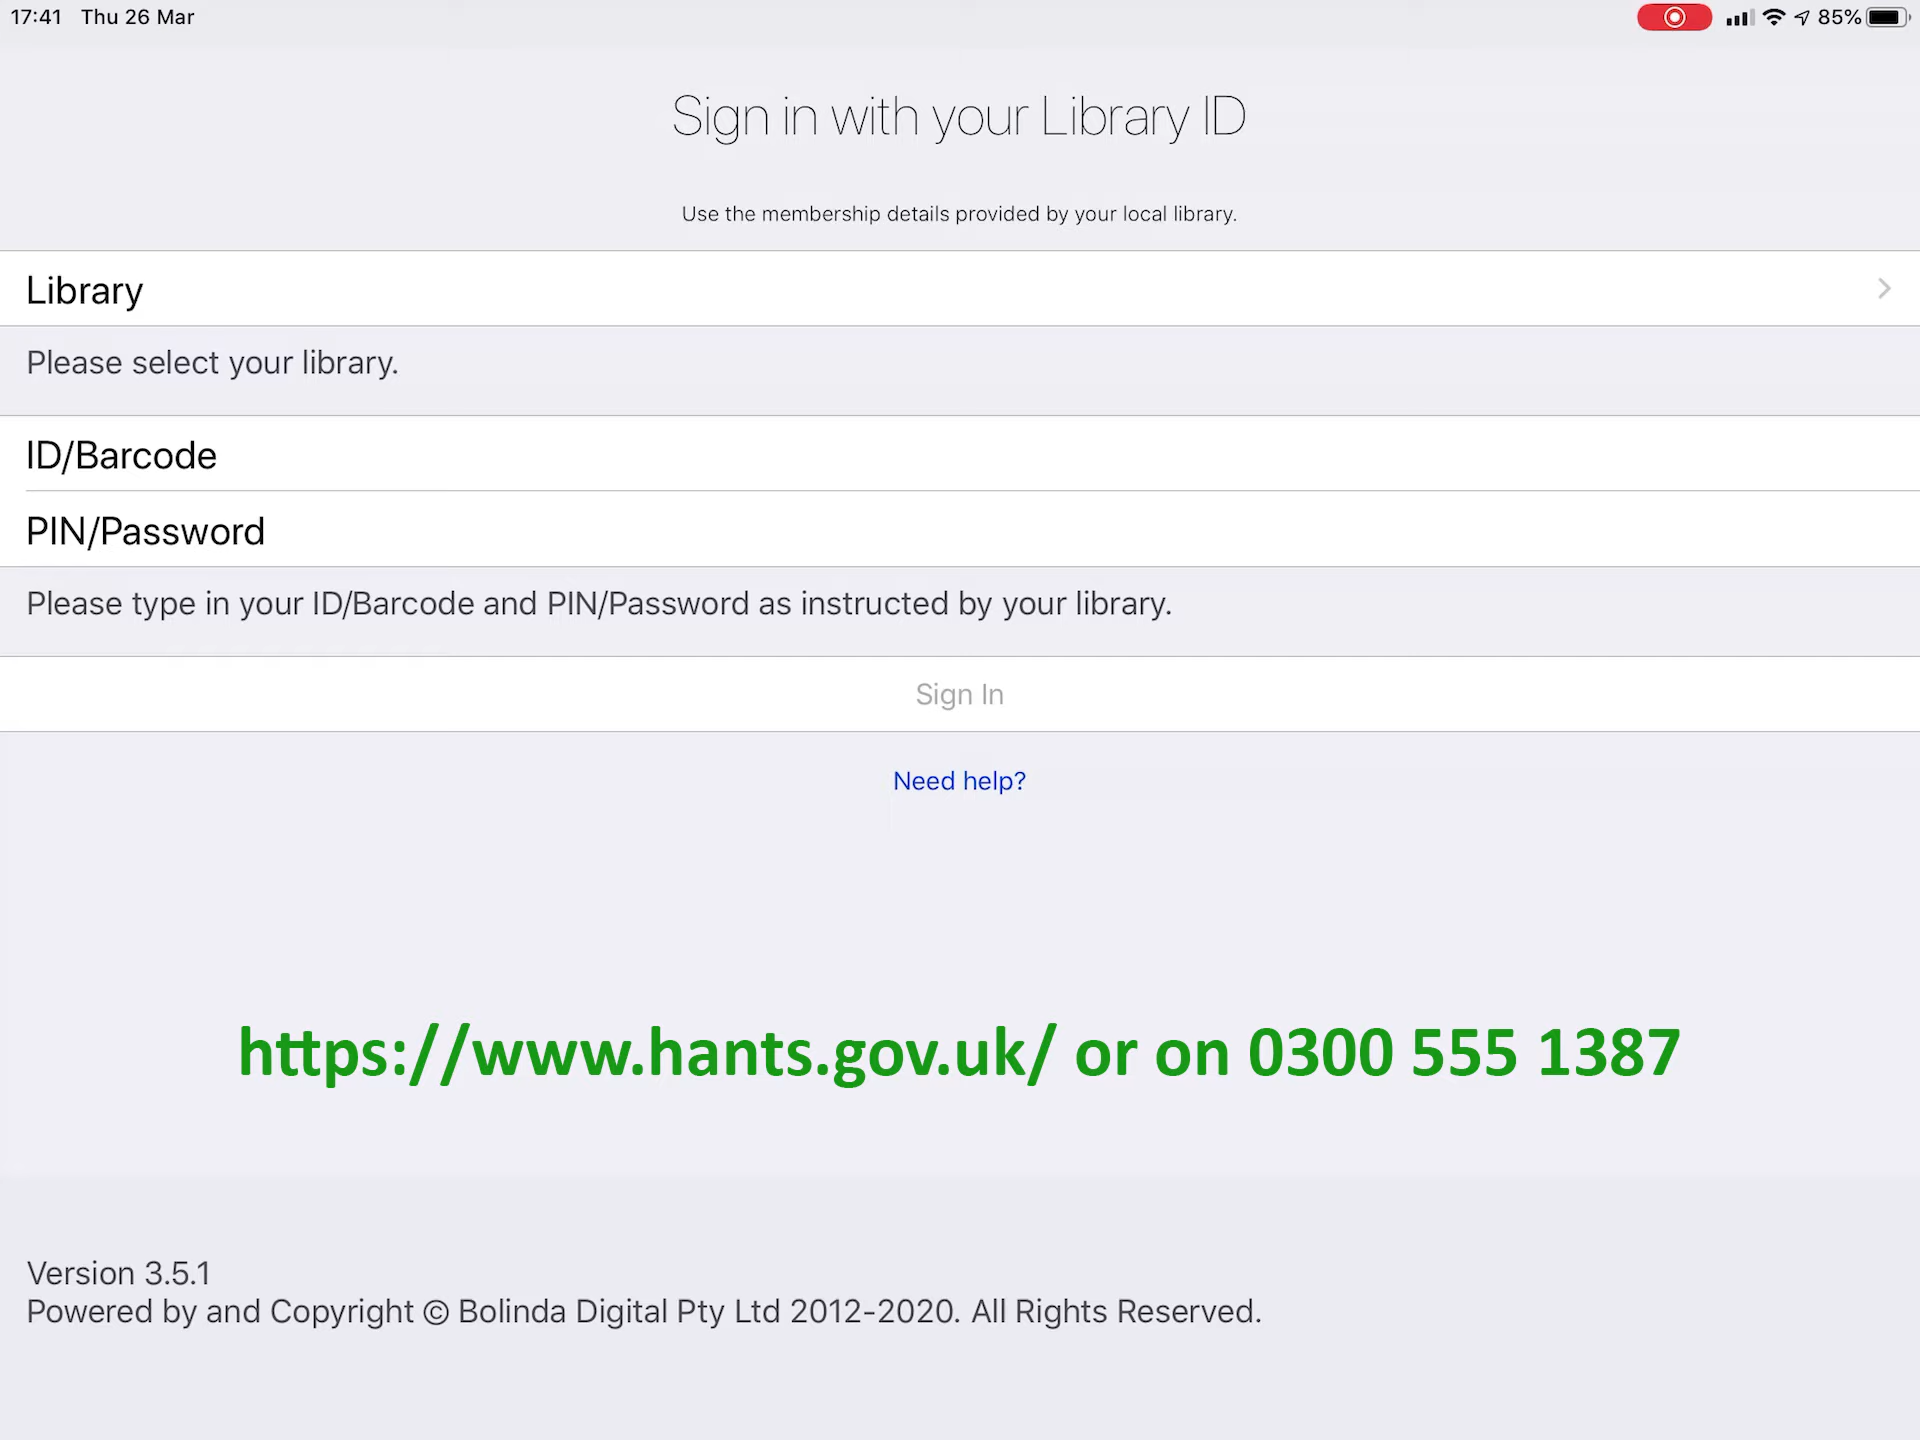 17:41 Thu 26 Mar 85%
Sign in with your Library ID
Use the membership details provided by your local library.
Library
Please select your library.
ID/Barcode
PIN/Password
Please type in your ID/Barcode and PIN/Password as instructed by your library.
Sign In
Need help?
https://www.hants.gov.uk/ or on 0300 555 1387
Version 3.5.1
Powered by and Copyright © Bolinda Digital Pty Ltd 2012-2020. All Rights Reserved.